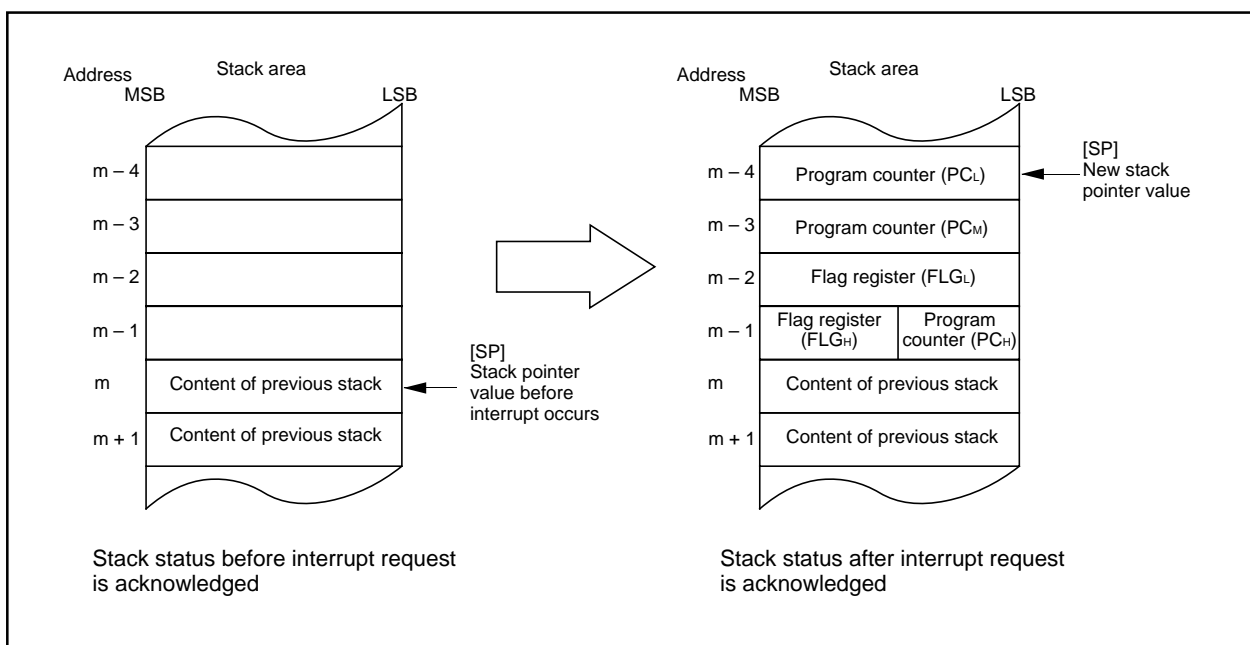 Address
Stack area
MSB
LSB
m – 4
m – 3
m – 2
m – 1
m
Content of previous stack
m + 1
Content of previous stack
[SP]
Stack pointer
value before
interrupt occurs
Stack status before interrupt request
is acknowledged
Address
Stack area
MSB
LSB
m – 4
Program counter (PCL)
[SP]
New stack
pointer value
m – 3
Program counter (PCM)
m – 2
Flag register (FLGL)
m – 1
Flag register
(FLGH)
Program
counter (PCH)
m
Content of previous stack
m + 1
Content of previous stack
Stack status after interrupt request
is acknowledged